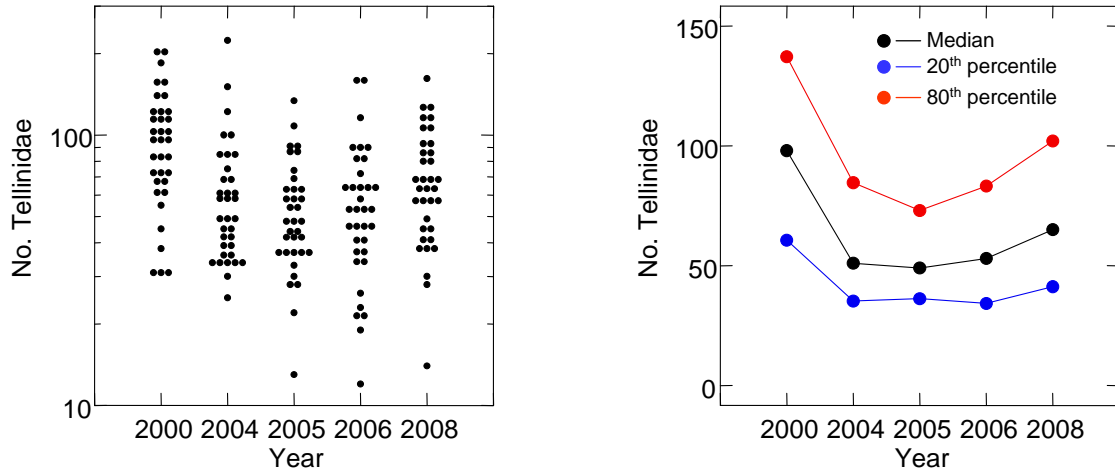 No. Tellinidae
100
10
2000 2004 2005 2006 2008
Year
No. Tellinidae
150
100
50
0
Median
20th percentile
80th percentile
2000 2004 2005 2006 2008
Year